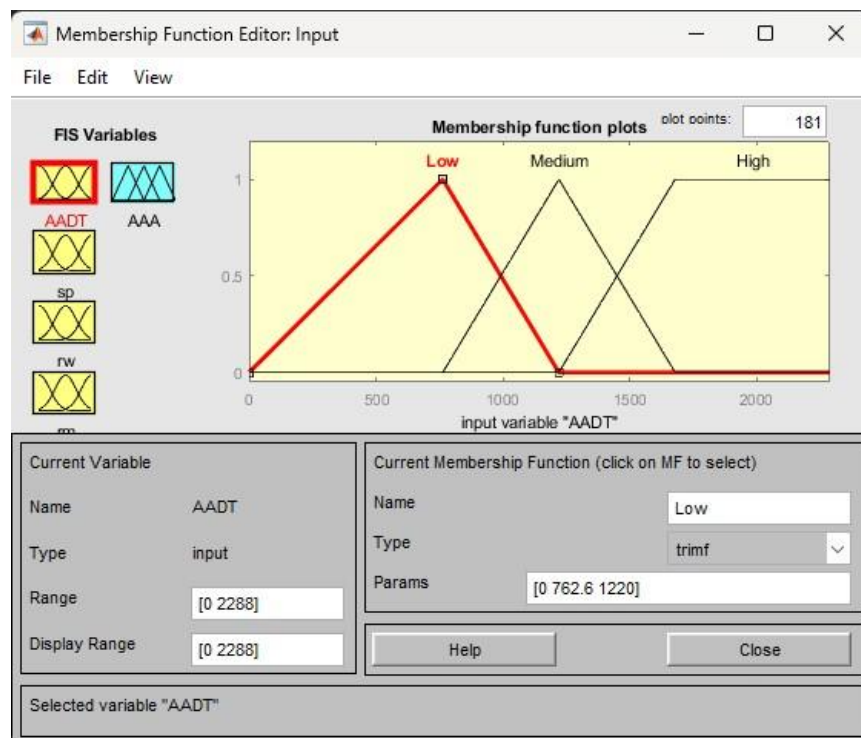 Membership Function Editor: Input
File Edit View
FIS Variables
Membership function plots
plot points: 181
AADT AAA
sp
rw
Low Medium High
1
0.5
0
0 500 1000 1500 2000
input variable "AADT"
Current Variable
Name AADT
Type input
Range [0 2288]
Display Range [0 2288]
Current Membership Function (click on MF to select)
Name Low
Type trimf
Params [0 762.6 1220]
Help Close
Selected variable "AADT"